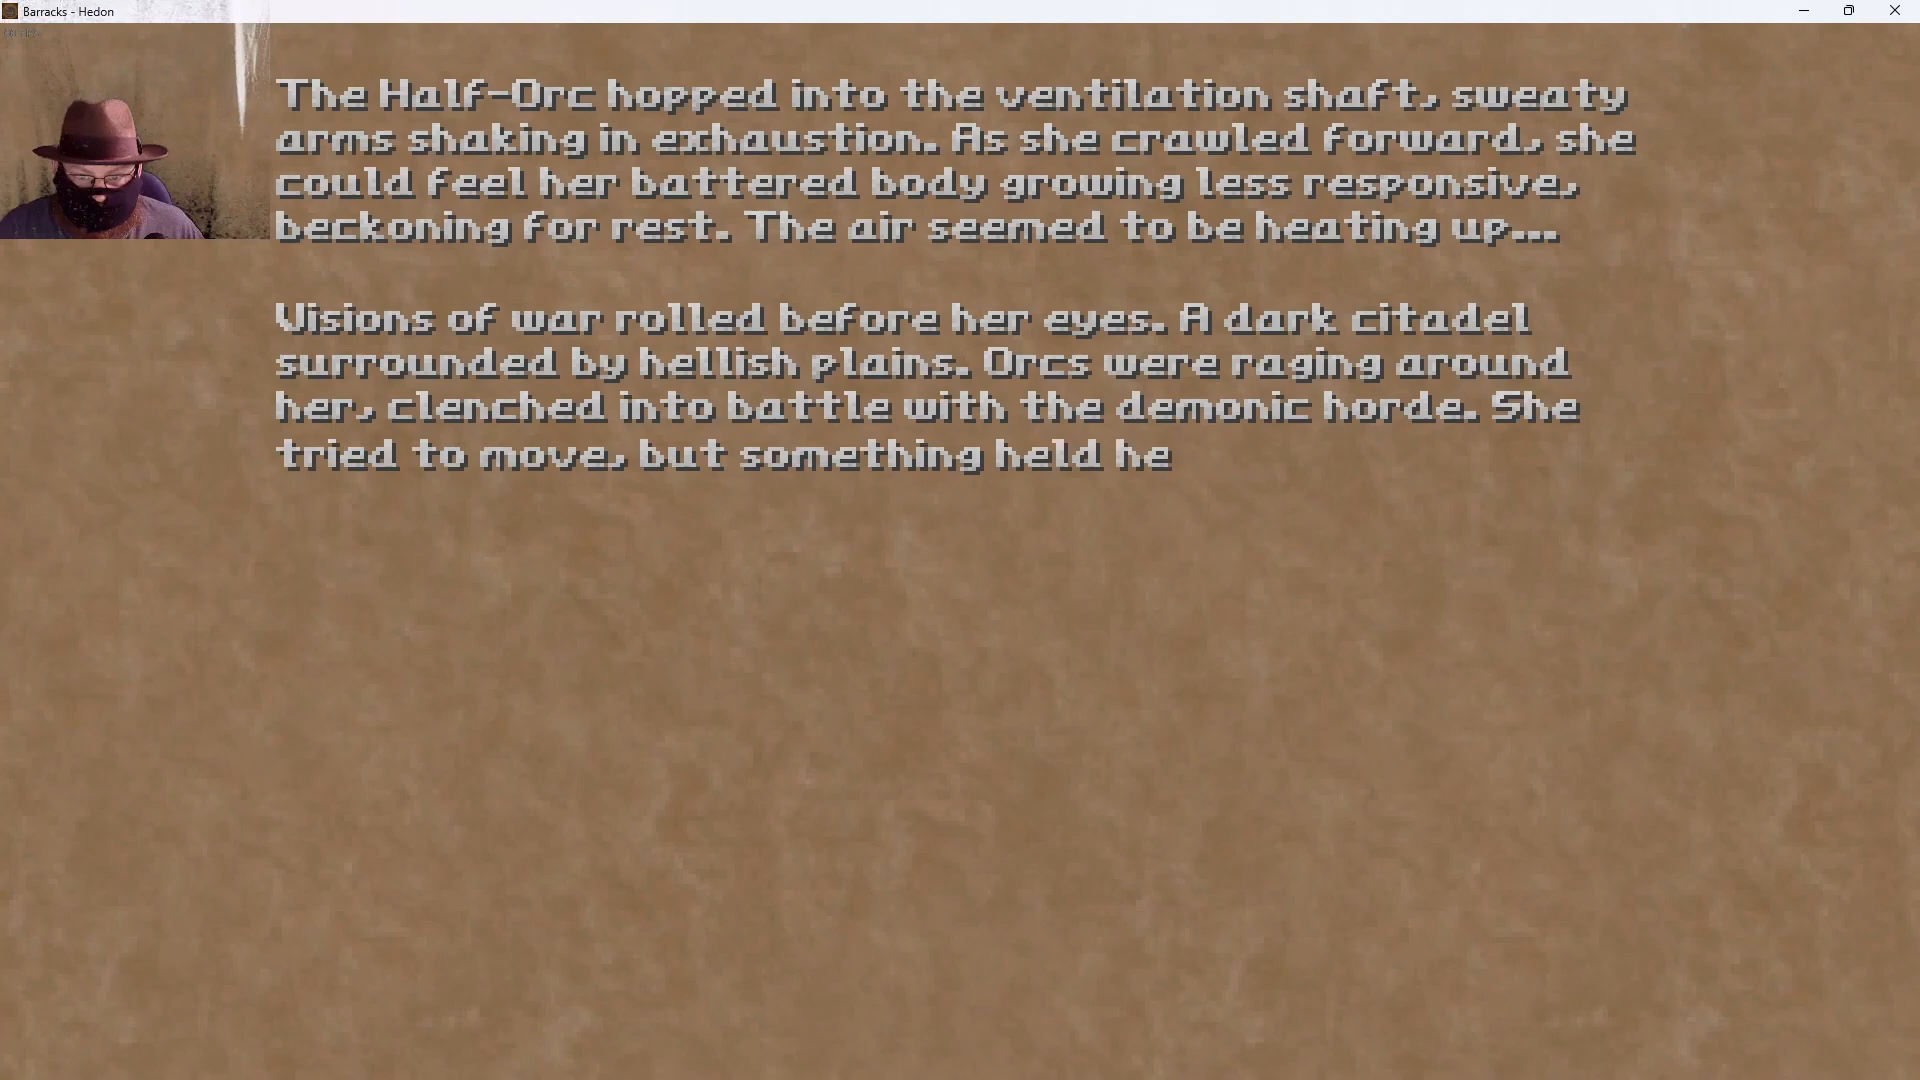 Barracks - Hedon
The Half-Orc hopped into the ventilation shaft, sweaty
arms shaking in exhaustion. As she crawled forward, she
could feel her battered body growing less responsive,
beckoning for rest. The air seemed to be heating up...
Visions of war rolled before her eyes. A dark citadel
surrounded by hellish plains. Orcs were raging around
her, clenched into battle with the demonic horde. She
tried to move, but something held he